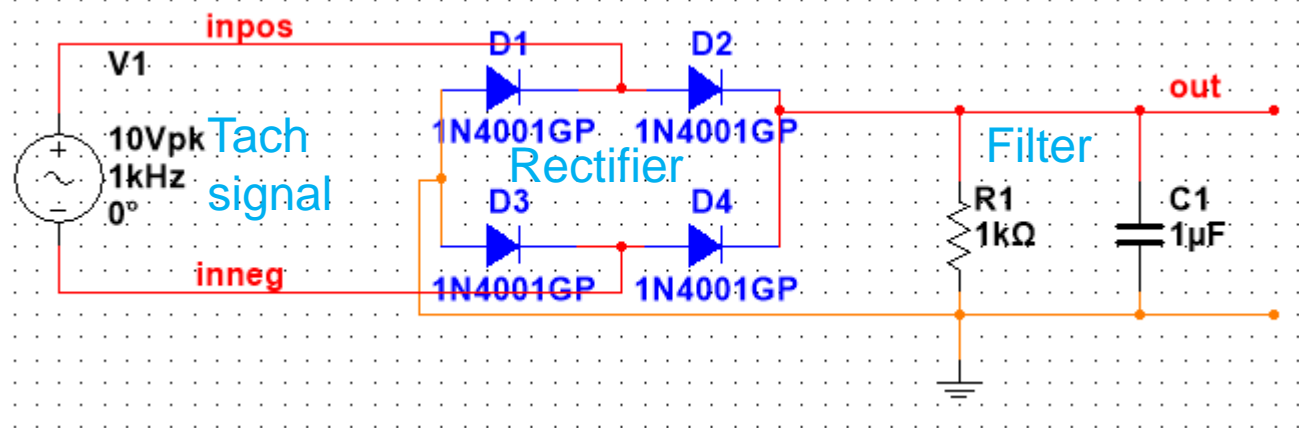 inpos
V1
10Vpk
1kHz
0°
Tach
signal
inneg
D1
1N4001GP
D2
1N4001GP
Rectifier
D3
1N4001GP
D4
1N4001GP
out
Filter
R1
1kΩ
C1
1µF
+